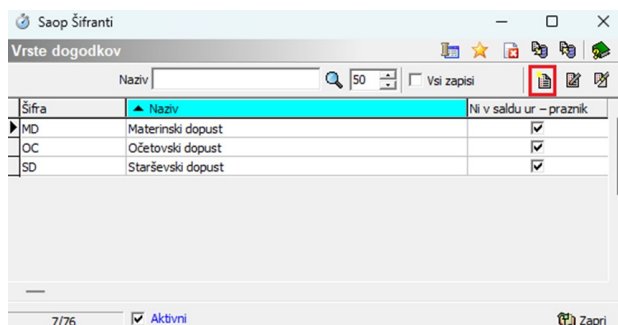 Saop Šifranti
Vrste dogodkov
Naziv 50 Vsi zapisi
Šifra Naziv Ni v saldu ur – praznik
MD Materinski dopust
OC Očetovski dopust
SD Starševski dopust
7/76 Aktivni Zapri